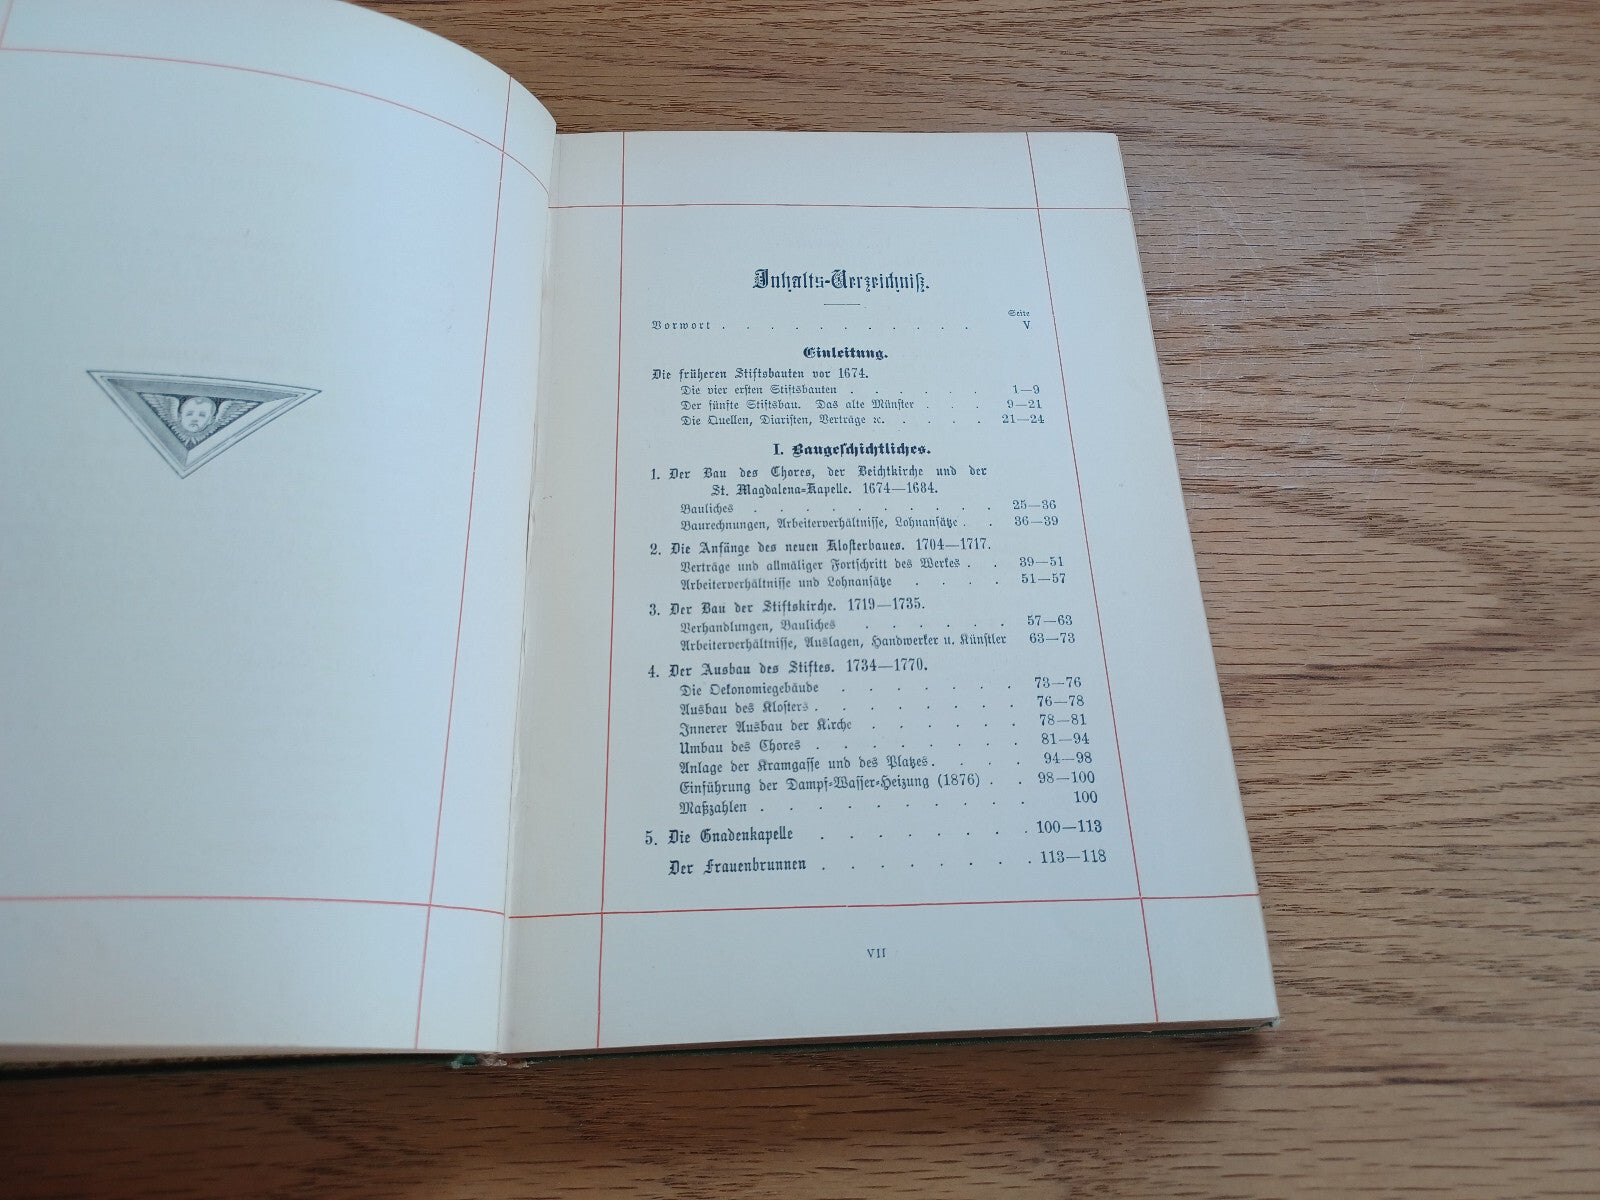 Inhalts-Verzeichniß.
Seite
Vorwort . . . . . . . . . . . V
Einleitung.
Die früheren Stiftsbauten vor 1674.
Die vier ersten Stiftsbauten . . . . . 1—9
Der fünfte Stiftsbau. Das alte Münster . . . 9—21
Die Quellen, Diaristen, Verträge ꝛc. . . . . 21—24
I. Baugeschichtliches.
1. Der Bau des Chores, der Beichtkirche und der
St. Magdalena-Kapelle. 1674—1684.
Bauliches . . . . . . . . . 25—36
Baurechnungen, Arbeiterverhältnisse, Lohnansätze . . 36—39
2. Die Anfänge des neuen Klosterbaues. 1704—1717.
Verträge und allmäliger Fortschritt des Werkes . . 39—51
Arbeiterverhältnisse und Lohnansätze . . . . 51—57
3. Der Bau der Stiftskirche. 1719—1735.
Verhandlungen, Bauliches . . . . . . 57—63
Arbeiterverhältnisse, Auslagen, Handwerker u. Künstler 63—73
4. Der Ausbau des Stiftes. 1734—1770.
Die Oekonomiegebäude . . . . . . . 73—76
Ausbau des Klosters . . . . . . . . 76—78
Innerer Ausbau der Kirche . . . . . . 78—81
Umbau des Chores . . . . . . . . 81—94
Anlage der Kramgasse und des Platzes . . . . 94—98
Einführung der Dampf-Wasser-Heizung (1876) . . 98—100
Maßzahlen . . . . . . . . . . 100
5. Die Gnadenkapelle . . . . . . . . 100—113
Der Frauenbrunnen . . . . . . . . 113—118
VII